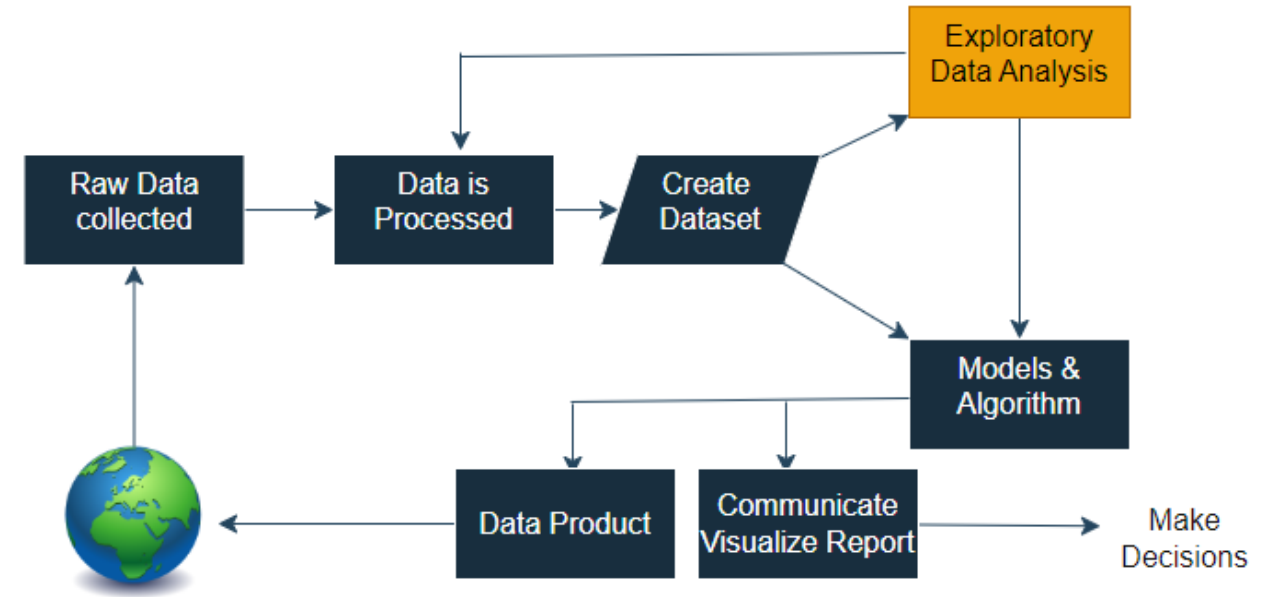 Exploratory
Data Analysis
Raw Data
collected
Data is
Processed
Create
Dataset
Models &
Algorithm
Data Product
Communicate
Visualize Report
Make
Decisions